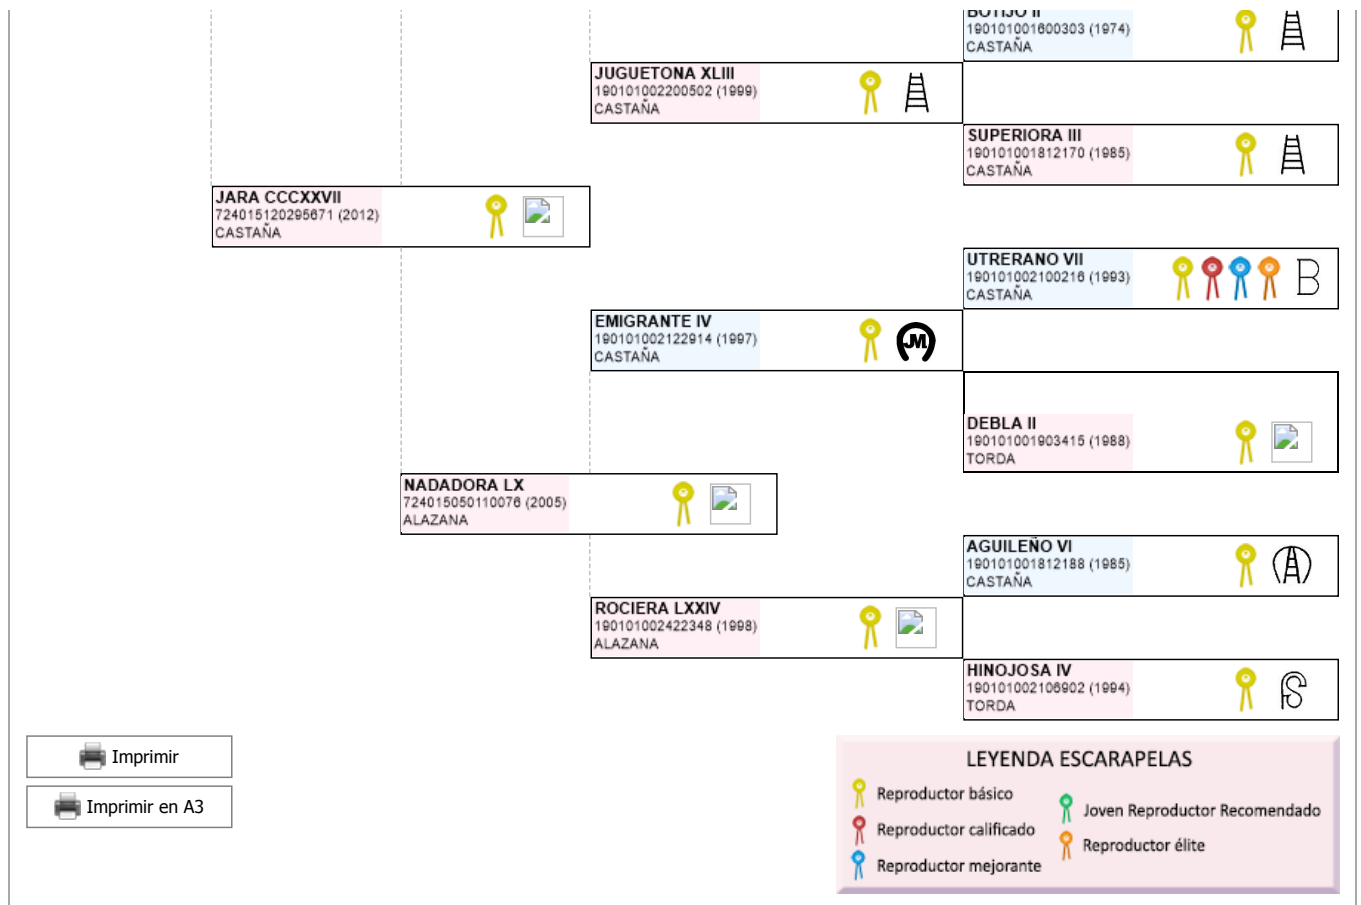 BOTIJO II
190101001600303 (1974)
CASTAÑA
JUGUETONA XLIII
190101002200502 (1999)
CASTAÑA
SUPERIORA III
190101001812170 (1985)
CASTAÑA
JARA CCCXXVII
724015120295671 (2012)
CASTAÑA
UTRERANO VII
190101002100216 (1993)
CASTAÑA
B
EMIGRANTE IV
190101002122914 (1997)
CASTAÑA
JM
DEBLA II
190101001903415 (1988)
TORDA
NADADORA LX
724015050110076 (2005)
ALAZANA
AGUILEÑO VI
190101001812188 (1985)
CASTAÑA
ROCIERA LXXIV
190101002422348 (1998)
ALAZANA
HINOJOSA IV
190101002106902 (1994)
TORDA
Imprimir
Imprimir en A3
LEYENDA ESCARAPELAS
Reproductor básico
Reproductor calificado
Reproductor mejorante
Joven Reproductor Recomendado
Reproductor élite